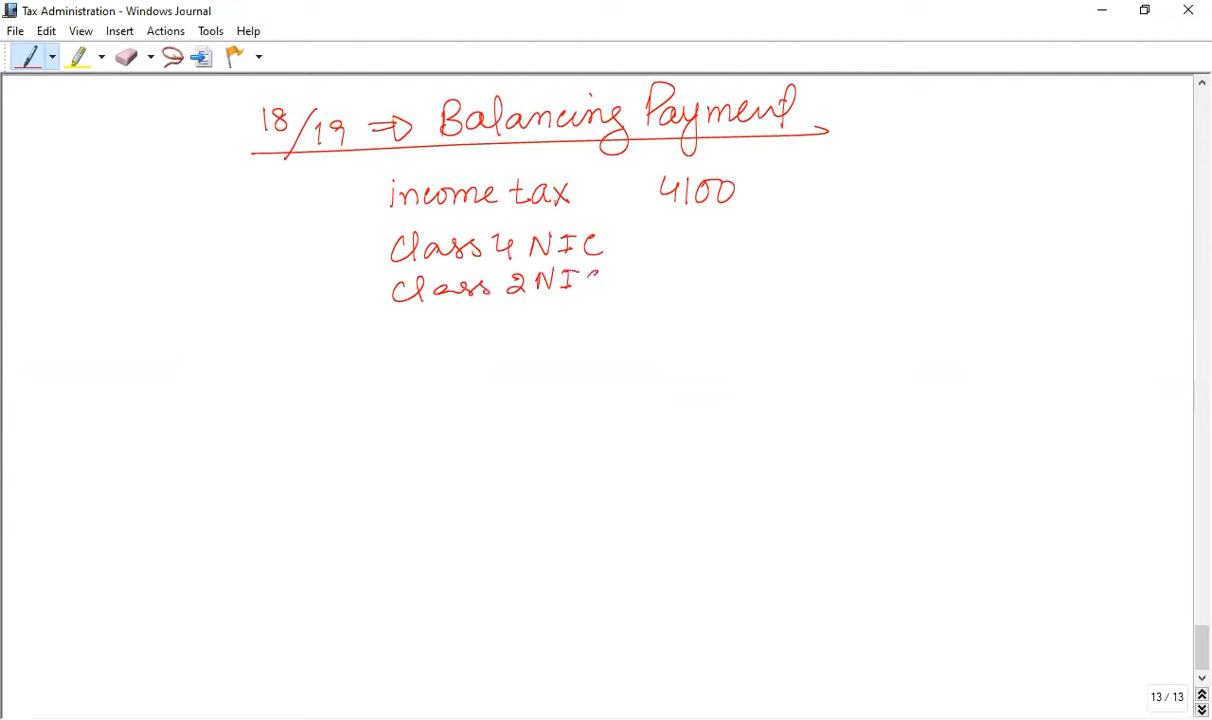 Tax Administration - Windows Journal
File Edit View Insert Actions Tools Help
18/19 ⇒ Balancing Payment
income tax 4100
Class 4 NIC
Class 2 NIC
13 / 13